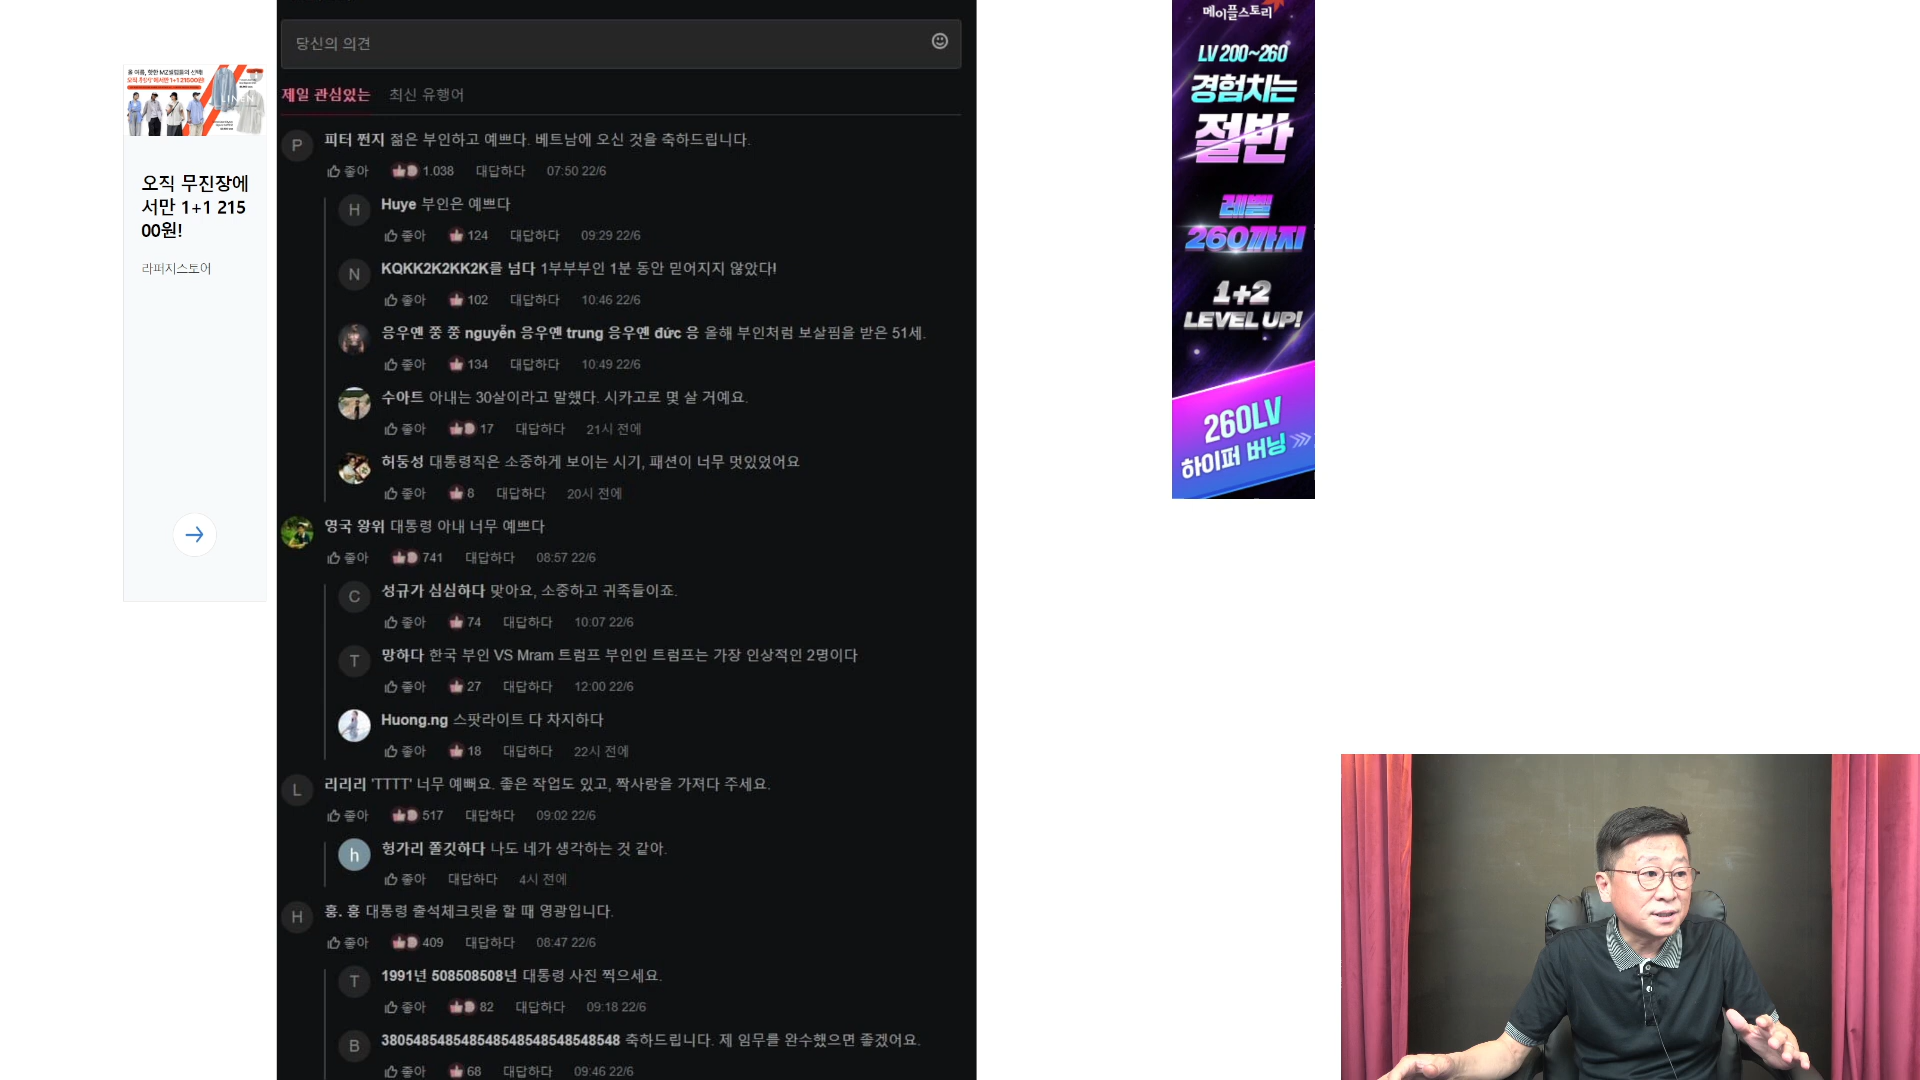 당신의 의견
제일 관심있는 최신 유행어
P
피터 쩐지 젊은 부인하고 예쁘다. 베트남에 오신 것을 축하드립니다.
좋아 1.038 대답하다 07:50 22/6
H
Huye 부인은 예쁘다
좋아 124 대답하다 09:29 22/6
N
KQKK2K2KK2K를 넘다 1부부부인 1분 동안 믿어지지 않았다!
좋아 102 대답하다 10:46 22/6
응우옌 쭝 쭝 nguyễn 응우옌 trung 응우옌 đức 응 올해 부인처럼 보살핌을 받은 51세.
좋아 134 대답하다 10:49 22/6
수아트 아내는 30살이라고 말했다. 시카고로 몇 살 거예요.
좋아 17 대답하다 21시 전에
허둥성 대통령직은 소중하게 보이는 시기, 패션이 너무 멋있었어요
좋아 8 대답하다 20시 전에
영국 왕위 대통령 아내 너무 예쁘다
좋아 741 대답하다 08:57 22/6
C
성규가 심심하다 맞아요, 소중하고 귀족들이죠.
좋아 74 대답하다 10:07 22/6
T
망하다 한국 부인 VS Mram 트럼프 부인인 트럼프는 가장 인상적인 2명이다
좋아 27 대답하다 12:00 22/6
Huong.ng 스팟라이트 다 차지하다
좋아 18 대답하다 22시 전에
L
리리리 'TTTT' 너무 예뻐요. 좋은 작업도 있고, 짝사랑을 가져다 주세요.
좋아 517 대답하다 09:02 22/6
h
헝가리 쫄깃하다 나도 네가 생각하는 것 같아.
좋아 대답하다 4시 전에
H
흥. 흥 대통령 출석체크릿을 할 때 영광입니다.
좋아 409 대답하다 08:47 22/6
T
1991년 508508508년 대통령 사진 찍으세요.
좋아 82 대답하다 09:18 22/6
B
380548548548548548548548548548 축하드립니다. 제 임무를 완수했으면 좋겠어요.
좋아 68 대답하다 09:46 22/6
LINEN
오직 무진장에
서만 1+1 215
00원!
라퍼지스토어
메이플스토리
LV 200~260
경험치는
절반
레벨
260까지
1+2
LEVEL UP!
260LV
하이퍼 버닝